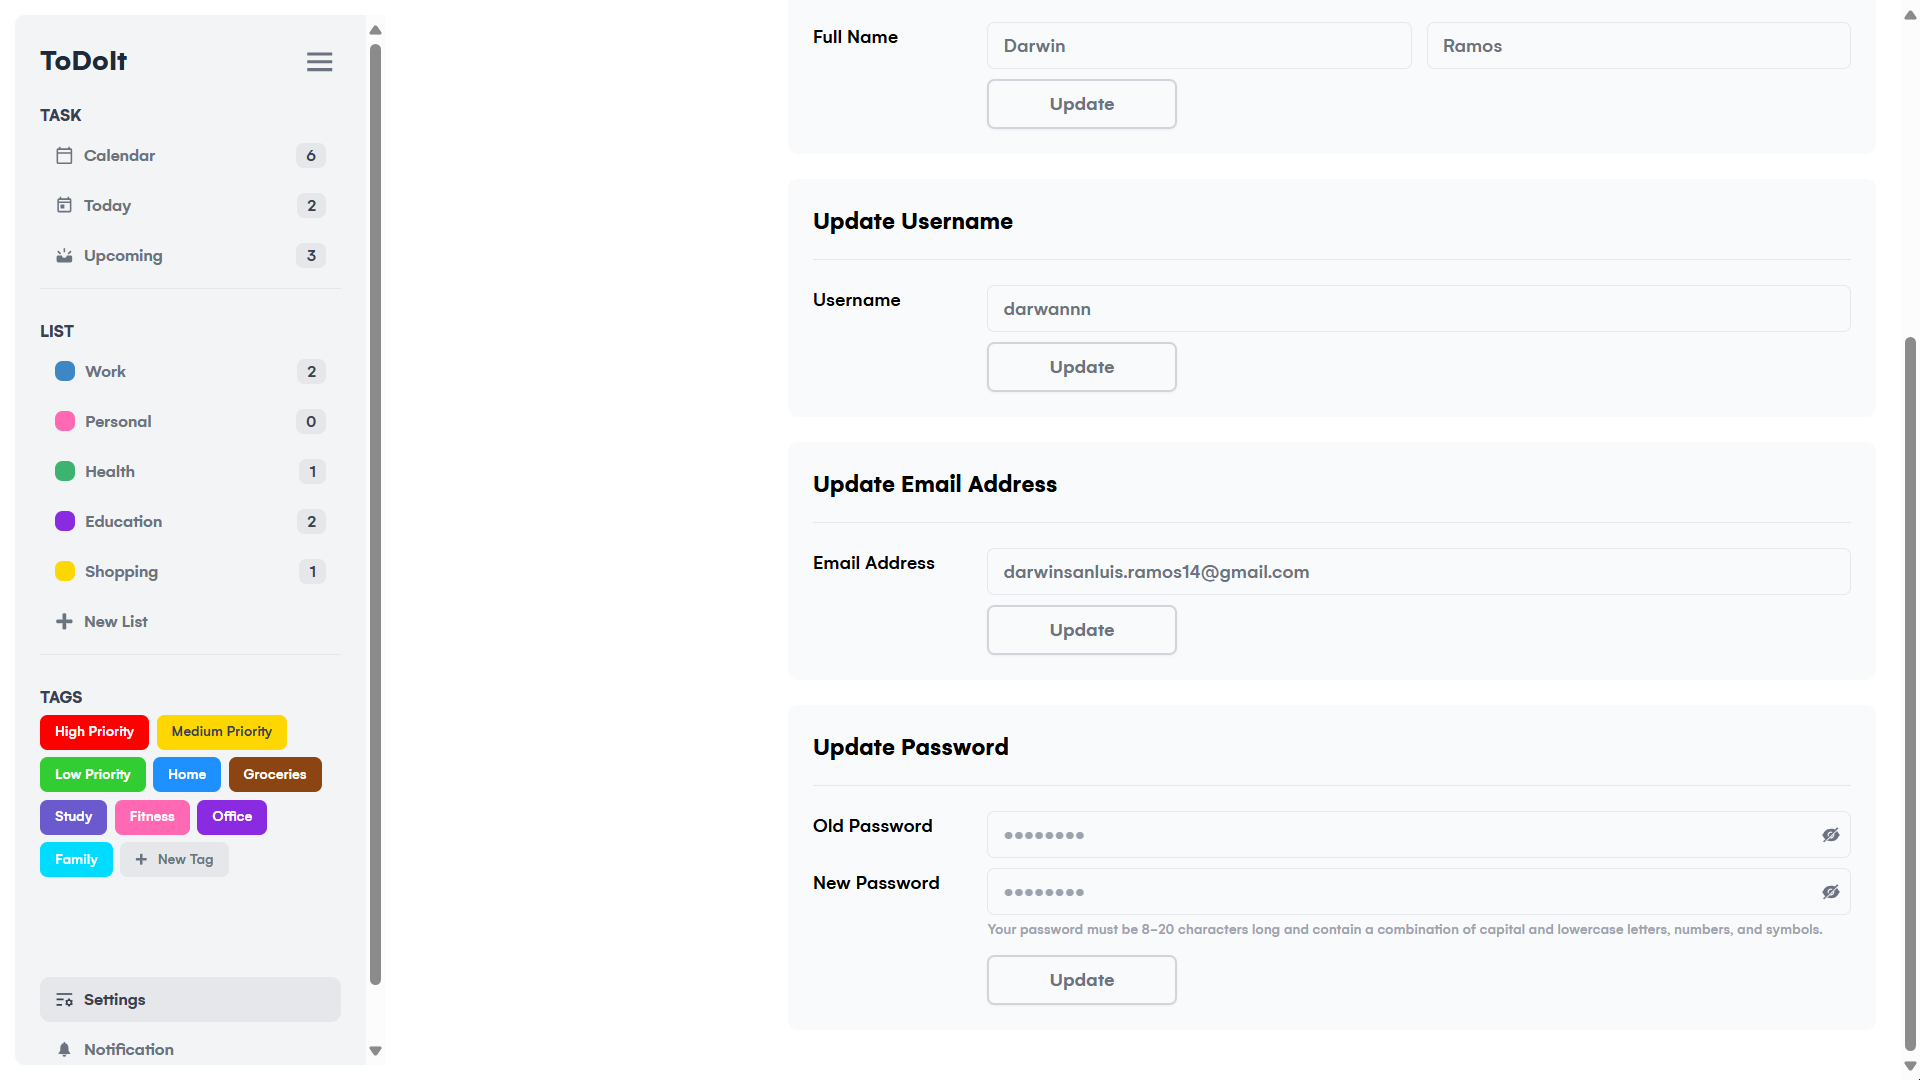 ToDoIt
TASK
Calendar 6
Today 2
Upcoming 3
LIST
Work 2
Personal 0
Health 1
Education 2
Shopping 1
New List
TAGS
High Priority Medium Priority
Low Priority Home Groceries
Study Fitness Office
Family New Tag
Settings
Notification
Full Name Darwin Ramos
Update
Update Username
Username darwannn
Update
Update Email Address
Email Address darwinsanluis.ramos14@gmail.com
Update
Update Password
Old Password ••••••••
New Password ••••••••
Your password must be 8-20 characters long and contain a combination of capital and lowercase letters, numbers, and symbols.
Update